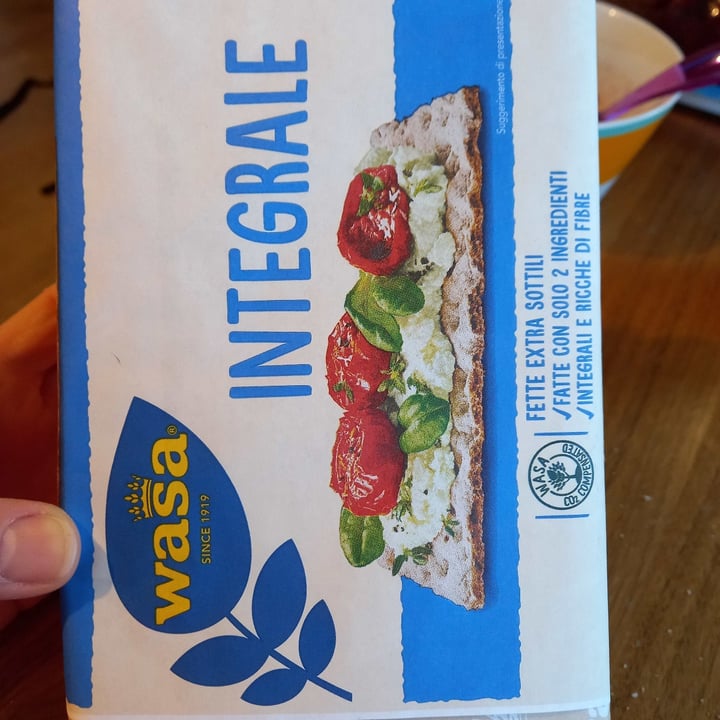 wasa®
SINCE 1919
INTEGRALE
Suggerimento di presentazione
FETTE EXTRA SOTTILI
✓FATTE CON SOLO 2 INGREDIENTI
✓INTEGRALI E RICCHE DI FIBRE
WASA
CO2 COMPENSATED